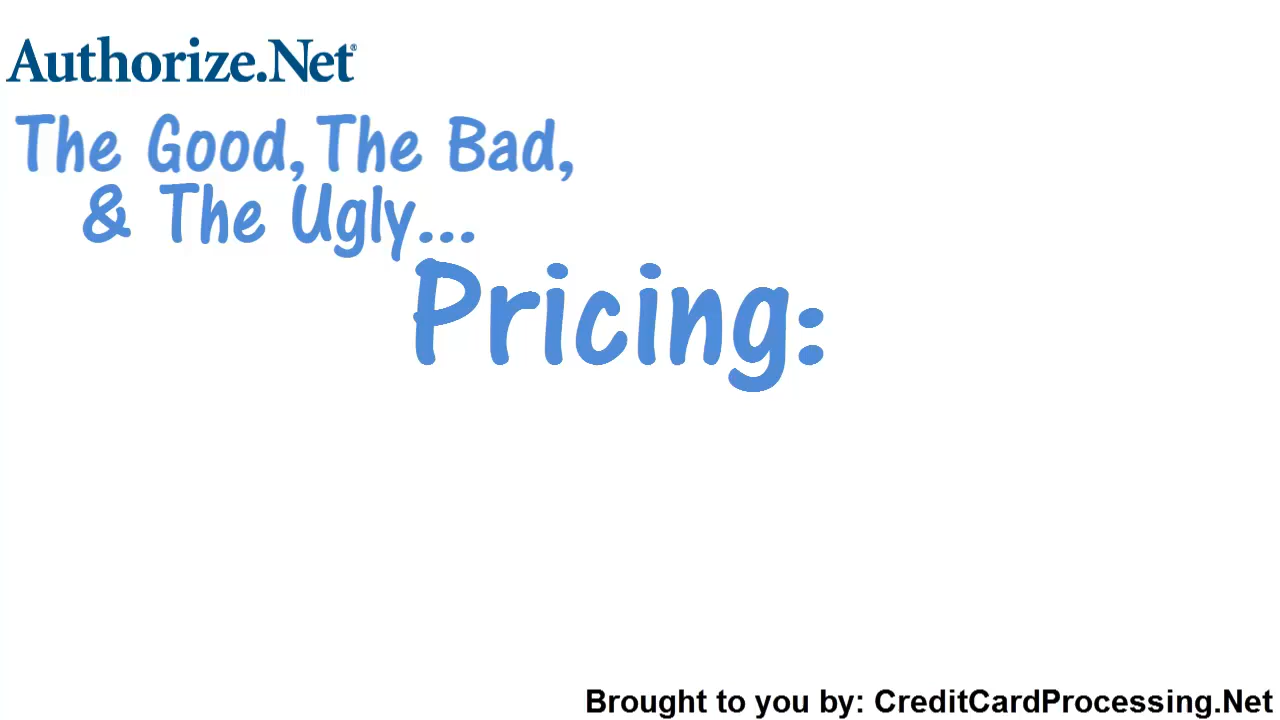 Authorize.Net®
The Good, The Bad,
& The Ugly...
Pricing:
Brought to you by: CreditCardProcessing.Net